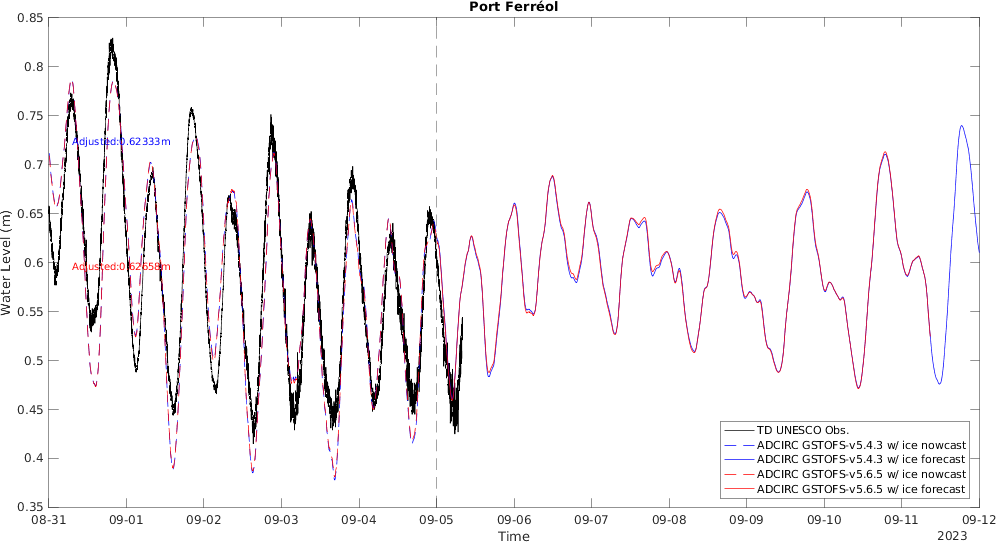 Port Ferréol
0.85
0.8
0.75
0.7
0.65
0.6
0.55
0.5
0.45
0.4
0.35
Water Level (m)
Adjusted:0.62333m
Adjusted:0.62658m
TD UNESCO Obs.
ADCIRC GSTOFS-v5.4.3 w/ ice nowcast
ADCIRC GSTOFS-v5.4.3 w/ ice forecast
ADCIRC GSTOFS-v5.6.5 w/ ice nowcast
ADCIRC GSTOFS-v5.6.5 w/ ice forecast
08-31 09-01 09-02 09-03 09-04 09-05 09-06 09-07 09-08 09-09 09-10 09-11 09-12
Time
2023